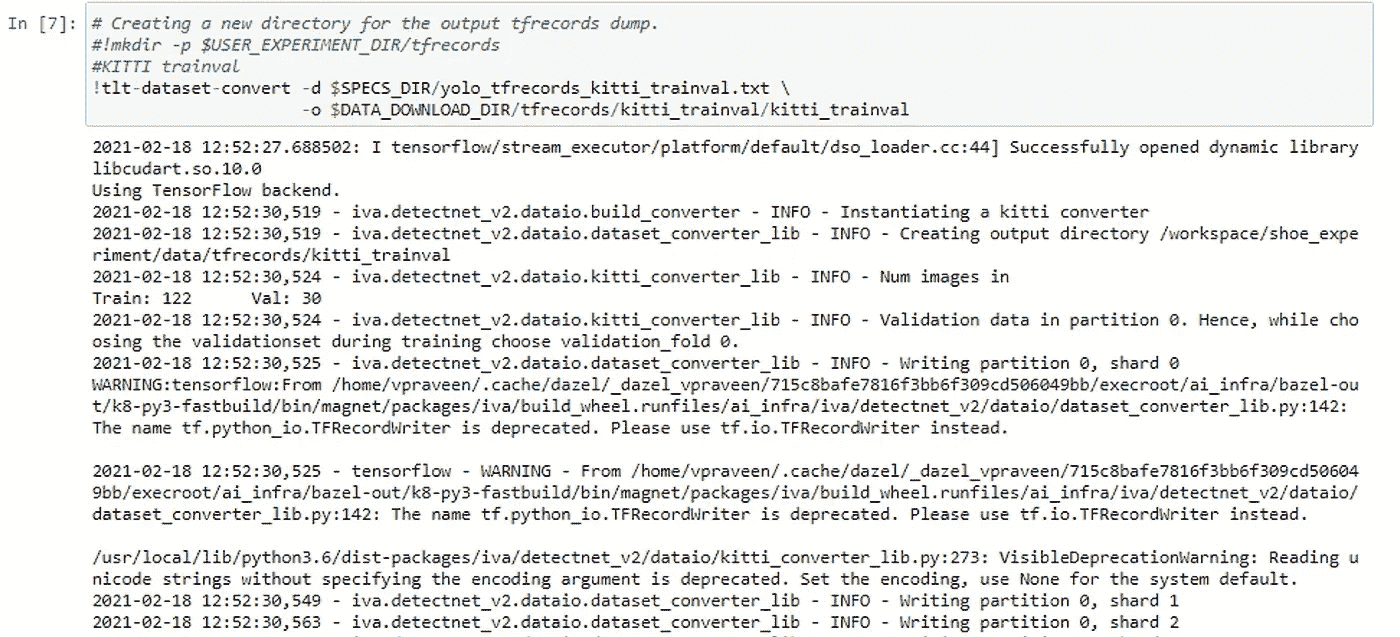 In [7]: # Creating a new directory for the output tfrecords dump.
#!mkdir -p $USER_EXPERIMENT_DIR/tfrecords
#KITTI trainval
!tlt-dataset-convert -d $SPECS_DIR/yolo_tfrecords_kitti_trainval.txt \
-o $DATA_DOWNLOAD_DIR/tfrecords/kitti_trainval/kitti_trainval
2021-02-18 12:52:27.688502: I tensorflow/stream_executor/platform/default/dso_loader.cc:44] Successfully opened dynamic library
libcudart.so.10.0
Using TensorFlow backend.
2021-02-18 12:52:30,519 - iva.detectnet_v2.dataio.build_converter - INFO - Instantiating a kitti converter
2021-02-18 12:52:30,519 - iva.detectnet_v2.dataio.dataset_converter_lib - INFO - Creating output directory /workspace/shoe_expe
riment/data/tfrecords/kitti_trainval
2021-02-18 12:52:30,524 - iva.detectnet_v2.dataio.kitti_converter_lib - INFO - Num images in
Train: 122 Val: 30
2021-02-18 12:52:30,524 - iva.detectnet_v2.dataio.kitti_converter_lib - INFO - Validation data in partition 0. Hence, while cho
osing the validationset during training choose validation_fold 0.
2021-02-18 12:52:30,525 - iva.detectnet_v2.dataio.dataset_converter_lib - INFO - Writing partition 0, shard 0
WARNING:tensorflow:From /home/vpraveen/.cache/dazel/_dazel_vpraveen/715c8bafe7816f3bb6f309cd506049bb/execroot/ai_infra/bazel-ou
t/k8-py3-fastbuild/bin/magnet/packages/iva/build_wheel.runfiles/ai_infra/iva/detectnet_v2/dataio/dataset_converter_lib.py:142:
The name tf.python_io.TFRecordWriter is deprecated. Please use tf.io.TFRecordWriter instead.
2021-02-18 12:52:30,525 - tensorflow - WARNING - From /home/vpraveen/.cache/dazel/_dazel_vpraveen/715c8bafe7816f3bb6f309cd50604
9bb/execroot/ai_infra/bazel-out/k8-py3-fastbuild/bin/magnet/packages/iva/build_wheel.runfiles/ai_infra/iva/detectnet_v2/dataio/
dataset_converter_lib.py:142: The name tf.python_io.TFRecordWriter is deprecated. Please use tf.io.TFRecordWriter instead.
/usr/local/lib/python3.6/dist-packages/iva/detectnet_v2/dataio/kitti_converter_lib.py:273: VisibleDeprecationWarning: Reading u
nicode strings without specifying the encoding argument is deprecated. Set the encoding, use None for the system default.
2021-02-18 12:52:30,549 - iva.detectnet_v2.dataio.dataset_converter_lib - INFO - Writing partition 0, shard 1
2021-02-18 12:52:30,563 - iva.detectnet_v2.dataio.dataset_converter_lib - INFO - Writing partition 0, shard 2